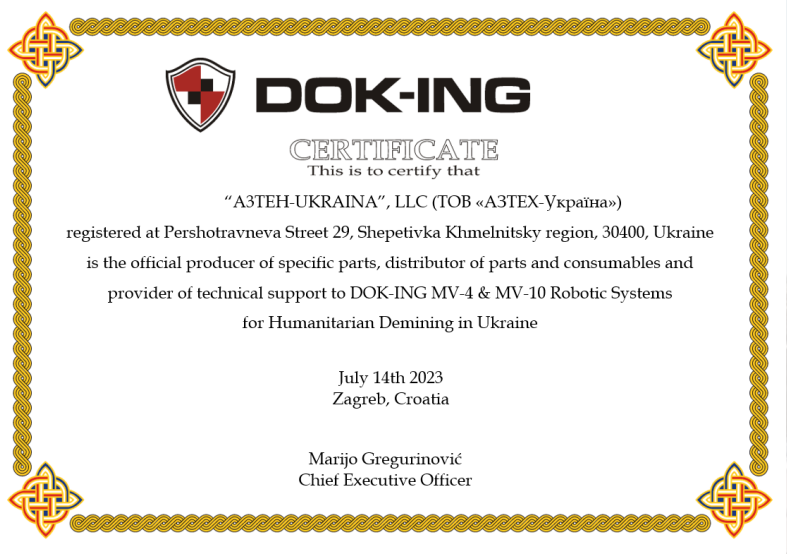 DOK-ING
CERTIFICATE
This is to certify that
“АЗТЕН-UKRAINA”, LLC (ТОВ «АЗТЕХ-Україна»)
registered at Pershotravneva Street 29, Shepetivka Khmelnitsky region, 30400, Ukraine
is the official producer of specific parts, distributor of parts and consumables and
provider of technical support to DOK-ING MV-4 & MV-10 Robotic Systems
for Humanitarian Demining in Ukraine
July 14th 2023
Zagreb, Croatia
Marijo Gregurinović
Chief Executive Officer